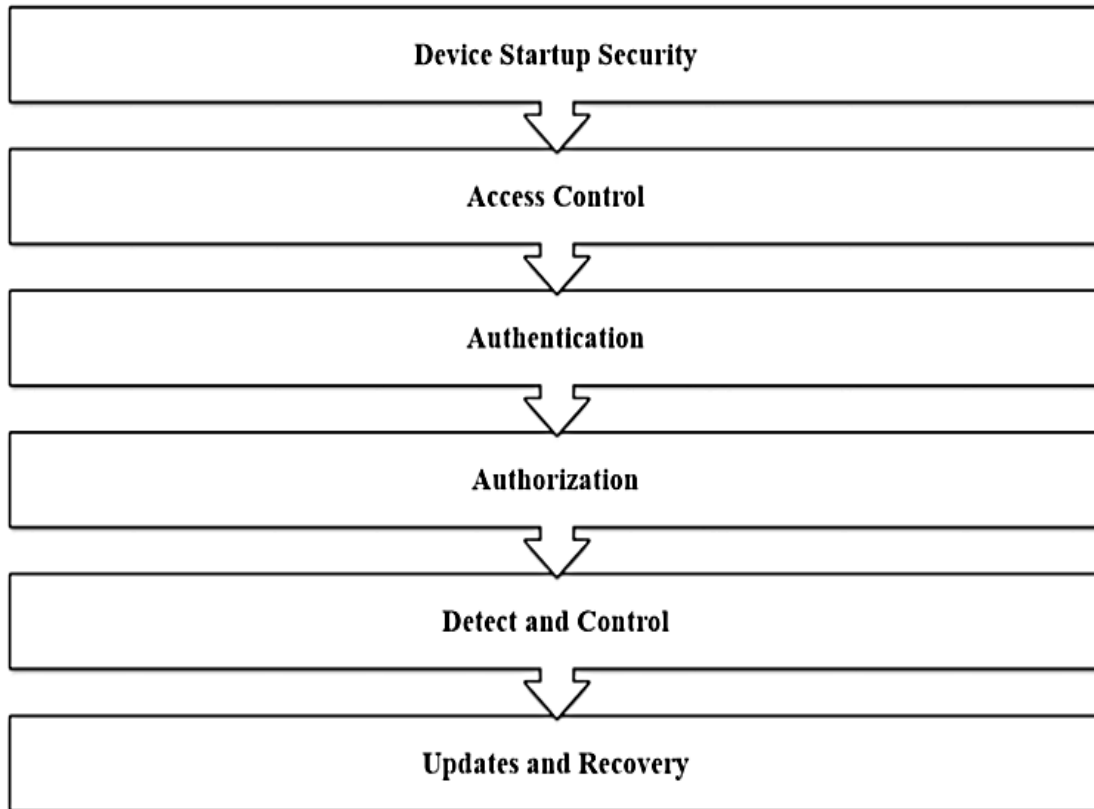 Device Startup Security
Access Control
Authentication
Authorization
Detect and Control
Updates and Recovery